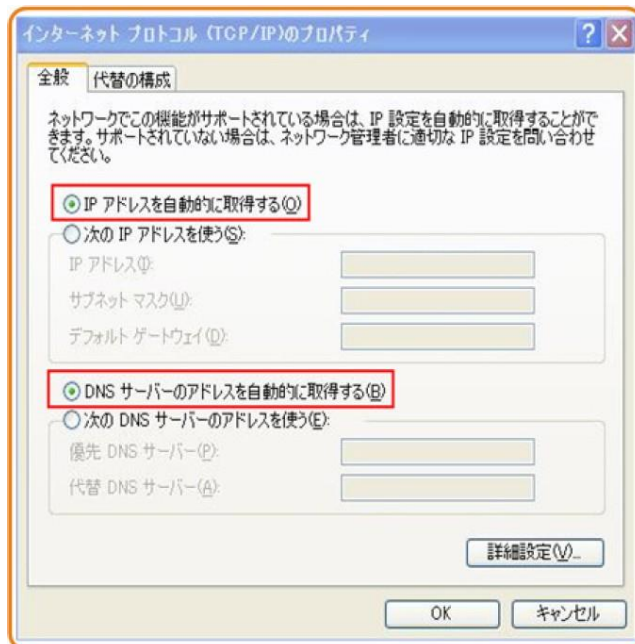 インターネット プロトコル (TCP/IP)のプロパティ
全般
代替の構成
ネットワークでこの機能がサポートされている場合は、IP 設定を自動的に取得することがで
きます。サポートされていない場合は、ネットワーク管理者に適切な IP 設定を問い合わせ
てください。
IP アドレスを自動的に取得する(O)
次の IP アドレスを使う(S):
IP アドレス(I):
サブネット マスク(U):
デフォルト ゲートウェイ(D):
DNS サーバーのアドレスを自動的に取得する(B)
次の DNS サーバーのアドレスを使う(E):
優先 DNS サーバー(P):
代替 DNS サーバー(A):
詳細設定(V)...
OK
キャンセル